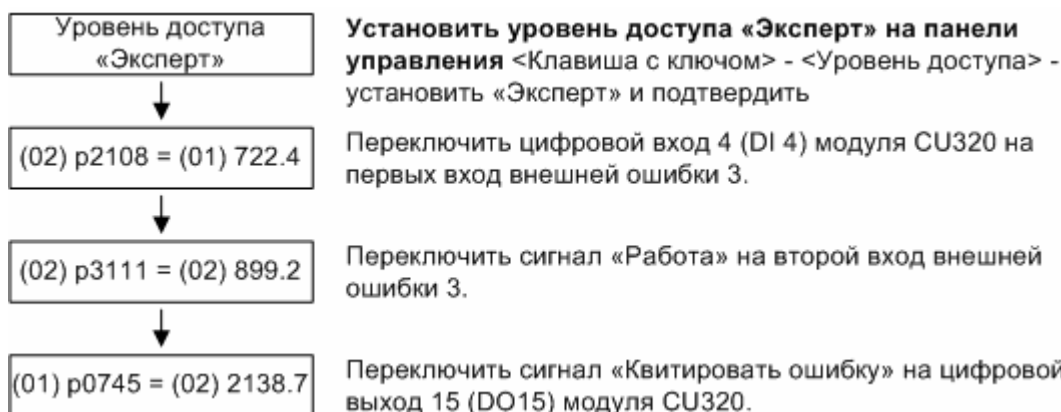 Уровень доступа
«Эксперт»
Установить уровень доступа «Эксперт» на панели
управления <Клавиша с ключом> - <Уровень доступа> -
установить «Эксперт» и подтвердить
(02) p2108 = (01) 722.4
Переключить цифровой вход 4 (DI 4) модуля CU320 на
первых вход внешней ошибки 3.
(02) p3111 = (02) 899.2
Переключить сигнал «Работа» на второй вход внешней
ошибки 3.
(01) p0745 = (02) 2138.7
Переключить сигнал «Квитировать ошибку» на цифровой
выход 15 (DO15) модуля CU320.